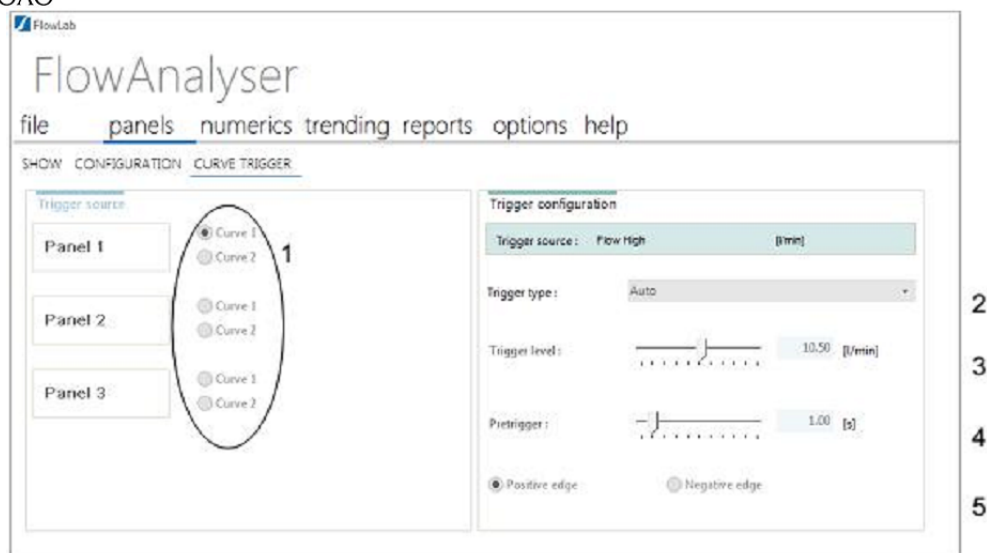 FlowLab
FlowAnalyser
file panels numerics trending reports options help
SHOW CONFIGURATION CURVE TRIGGER
Trigger source
Panel 1
Curve 1
Curve 2
1
Panel 2
Curve 1
Curve 2
Panel 3
Curve 1
Curve 2
Trigger configuration
Trigger source : Flow High [l/min]
Trigger type : Auto
2
Trigger level : 10.50 [l/min]
3
Pretrigger : 1.00 [s]
4
Positive edge Negative edge
5